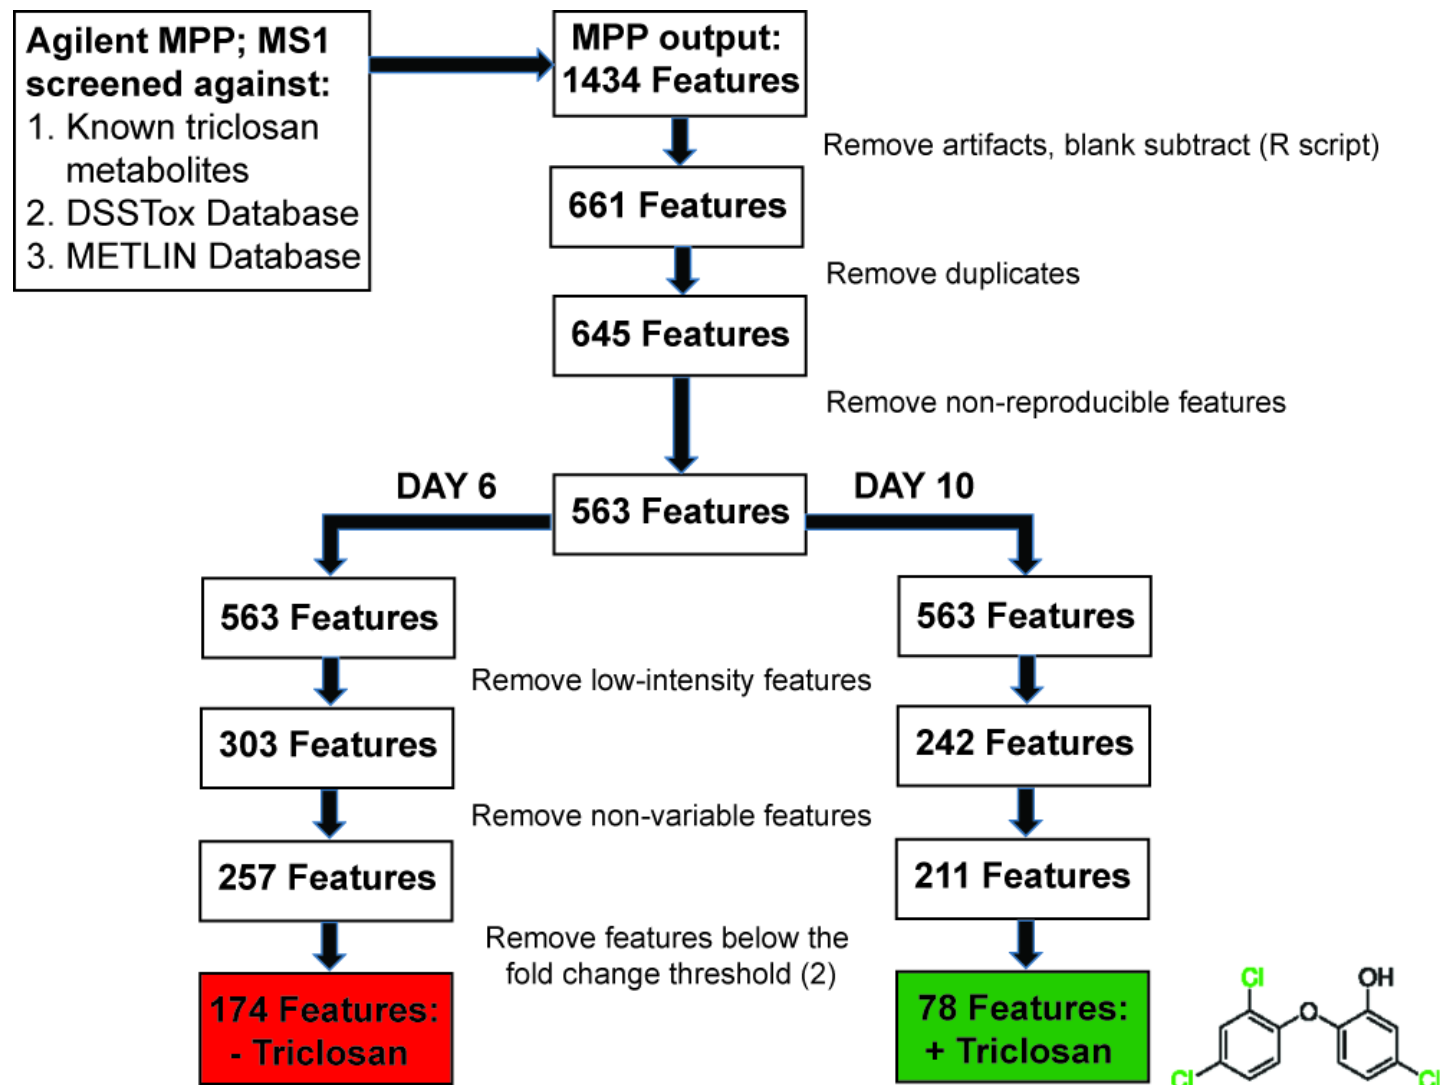 Agilent MPP; MS1
screened against:
1. Known triclosan
metabolites
2. DSSTox Database
3. METLIN Database
MPP output:
1434 Features
Remove artifacts, blank subtract (R script)
661 Features
Remove duplicates
645 Features
Remove non-reproducible features
DAY 6
563 Features
DAY 10
563 Features
563 Features
Remove low-intensity features
303 Features
242 Features
Remove non-variable features
257 Features
211 Features
Remove features below the
fold change threshold (2)
174 Features:
- Triclosan
78 Features:
+ Triclosan
Cl
OH
O
Cl
Cl